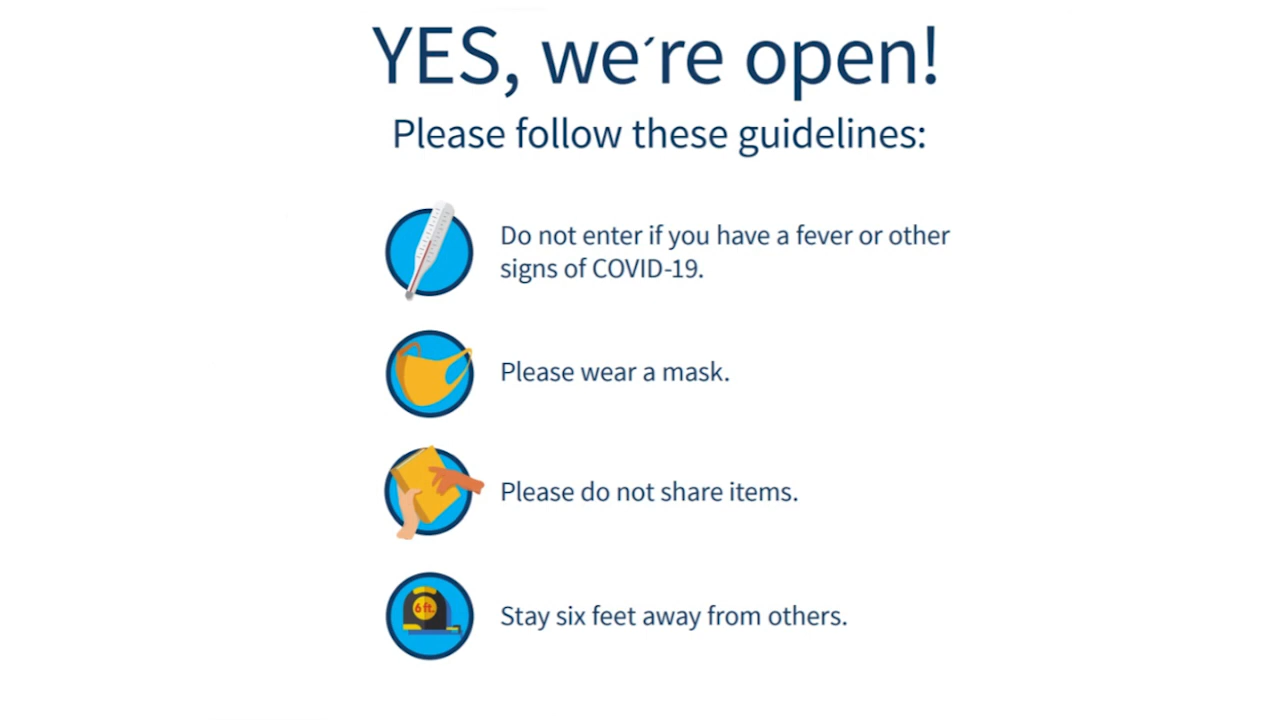 YES, we´re open!
Please follow these guidelines:
Do not enter if you have a fever or other
signs of COVID-19.
Please wear a mask.
Please do not share items.
6 ft.
Stay six feet away from others.